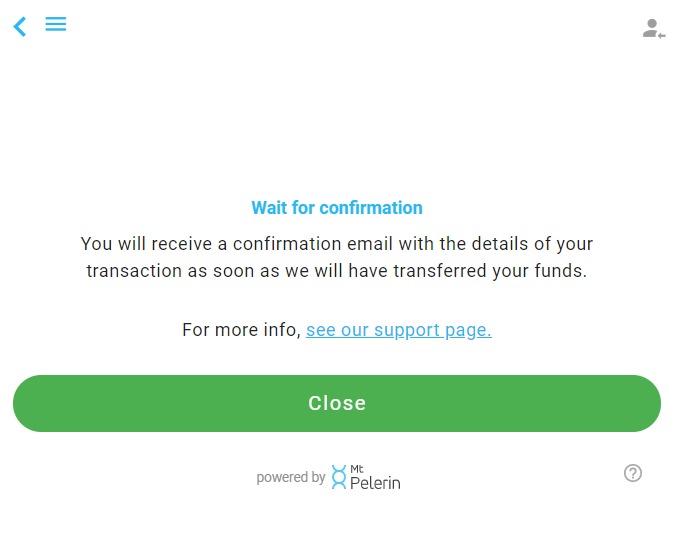 Wait for confirmation
You will receive a confirmation email with the details of your
transaction as soon as we will have transferred your funds.
For more info, see our support page.
Close
powered by Mt Pelerin
?